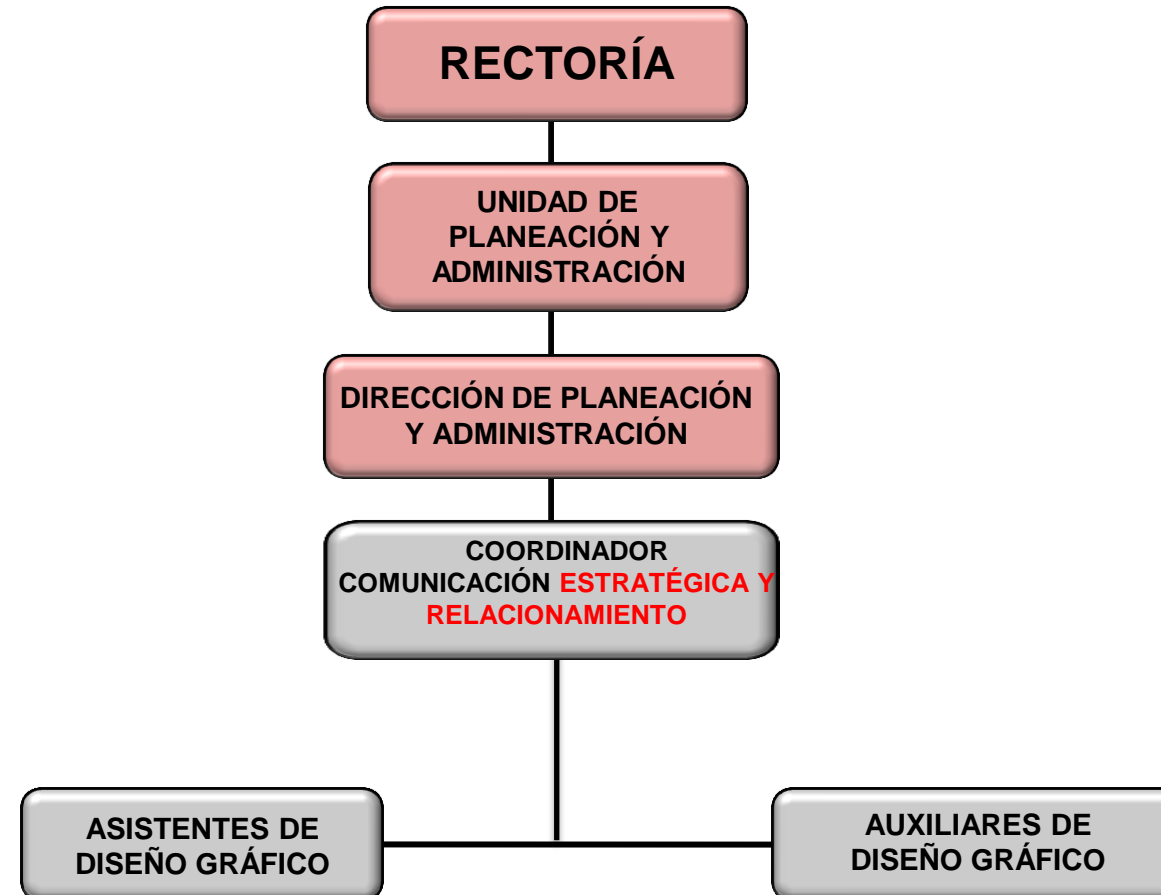 RECTORÍA
UNIDAD DE
PLANEACIÓN Y
ADMINISTRACIÓN
DIRECCIÓN DE PLANEACIÓN
Y ADMINISTRACIÓN
COORDINADOR
COMUNICACIÓN ESTRATÉGICA Y
RELACIONAMIENTO
ASISTENTES DE
DISEÑO GRÁFICO
AUXILIARES DE
DISEÑO GRÁFICO